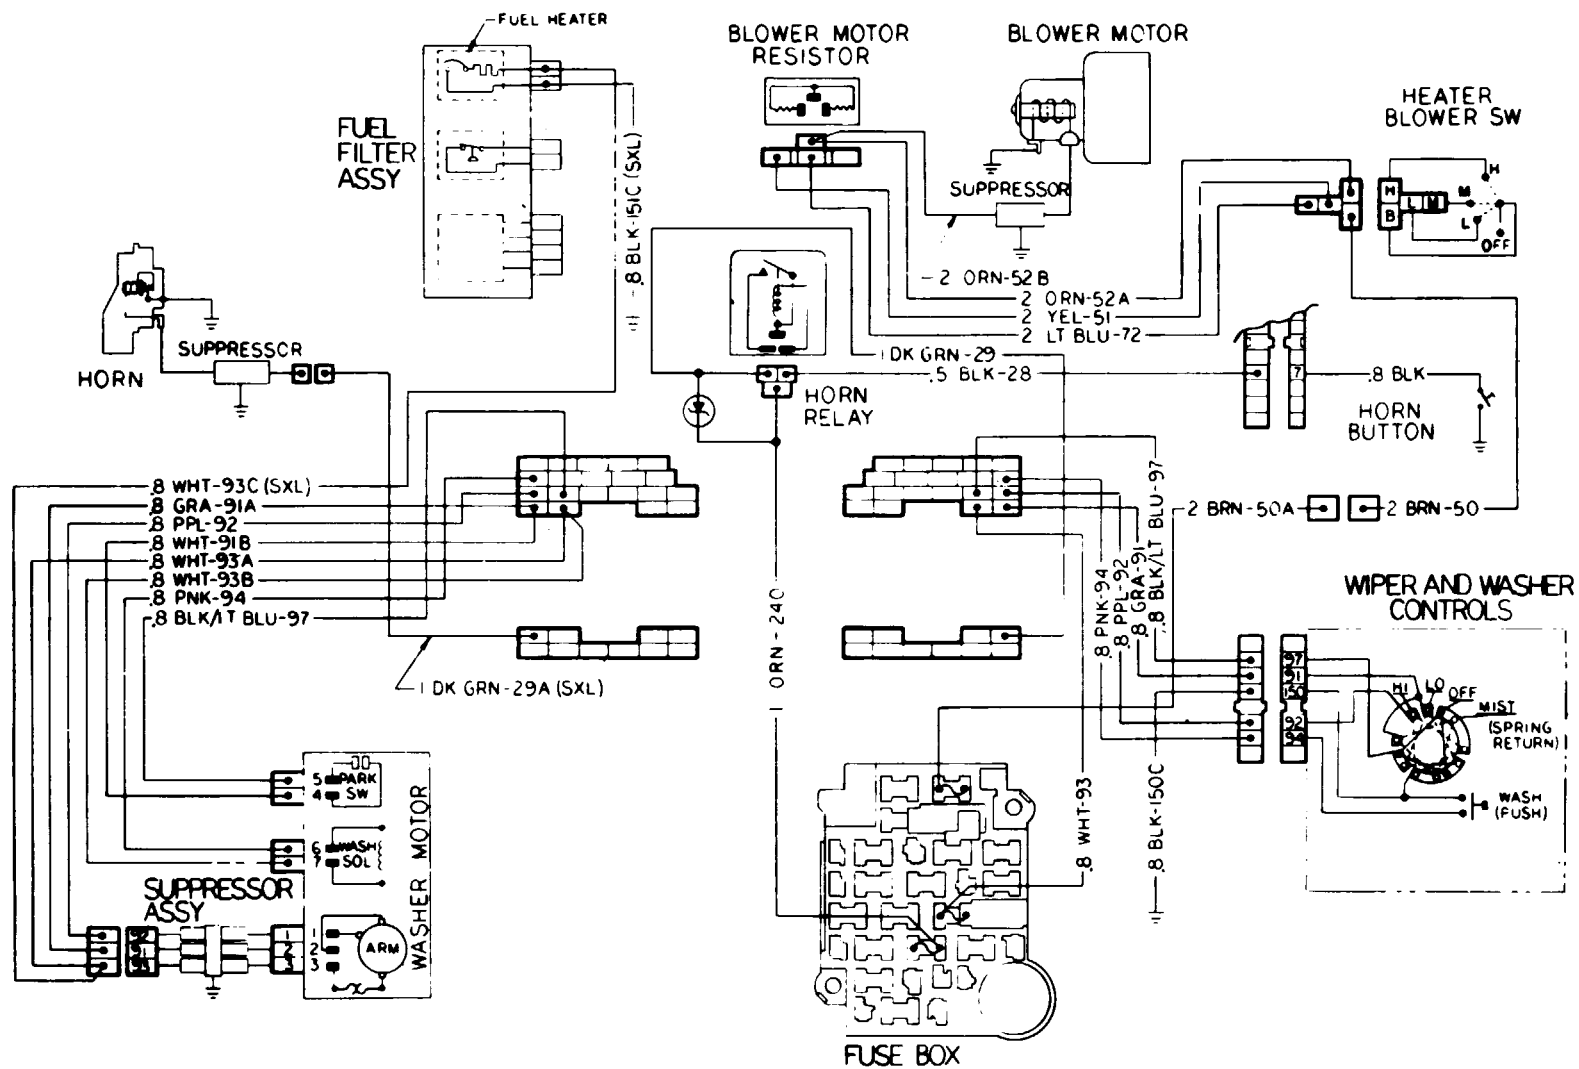 FUEL HEATER
BLOWER MOTOR
RESISTOR
BLOWER MOTOR
HEATER
BLOWER SW
FUEL
FILTER
ASSY
.8 BLK-151C (SXL)
SUPPRESSOR
H
B
L
M
H
M
L
OFF
2 ORN-52B
2 ORN-52A
2 YEL-51
2 LT BLU-72
1 DK GRN-29
.5 BLK-28
HORN
SUPPRESSOR
HORN
RELAY
7
.8 BLK
HORN
BUTTON
.8 WHT-93C (SXL)
.8 GRA-91A
.8 PPL-92
.8 WHT-91B
.8 WHT-93A
.8 WHT-93B
.8 PNK-94
.8 BLK/LT BLU-97
1 DK GRN-29A (SXL)
1 ORN-240
.8 PNK-94
.8 PPL-92
.8 GRA-91
.8 BLK/LT BLU-97
2 BRN-50A
2 BRN-50
WIPER AND WASHER
CONTROLS
97
91
150
92
94
HI
LO
OFF
MIST
(SPRING
RETURN)
WASH
(PUSH)
.8 WHT-93
.8 BLK-150C
5
PARK
4
SW
6
WASH
7
SOL
WASHER MOTOR
SUPPRESSOR
ASSY
92
91
93
1
2
3
1
2
3
ARM
FUSE BOX